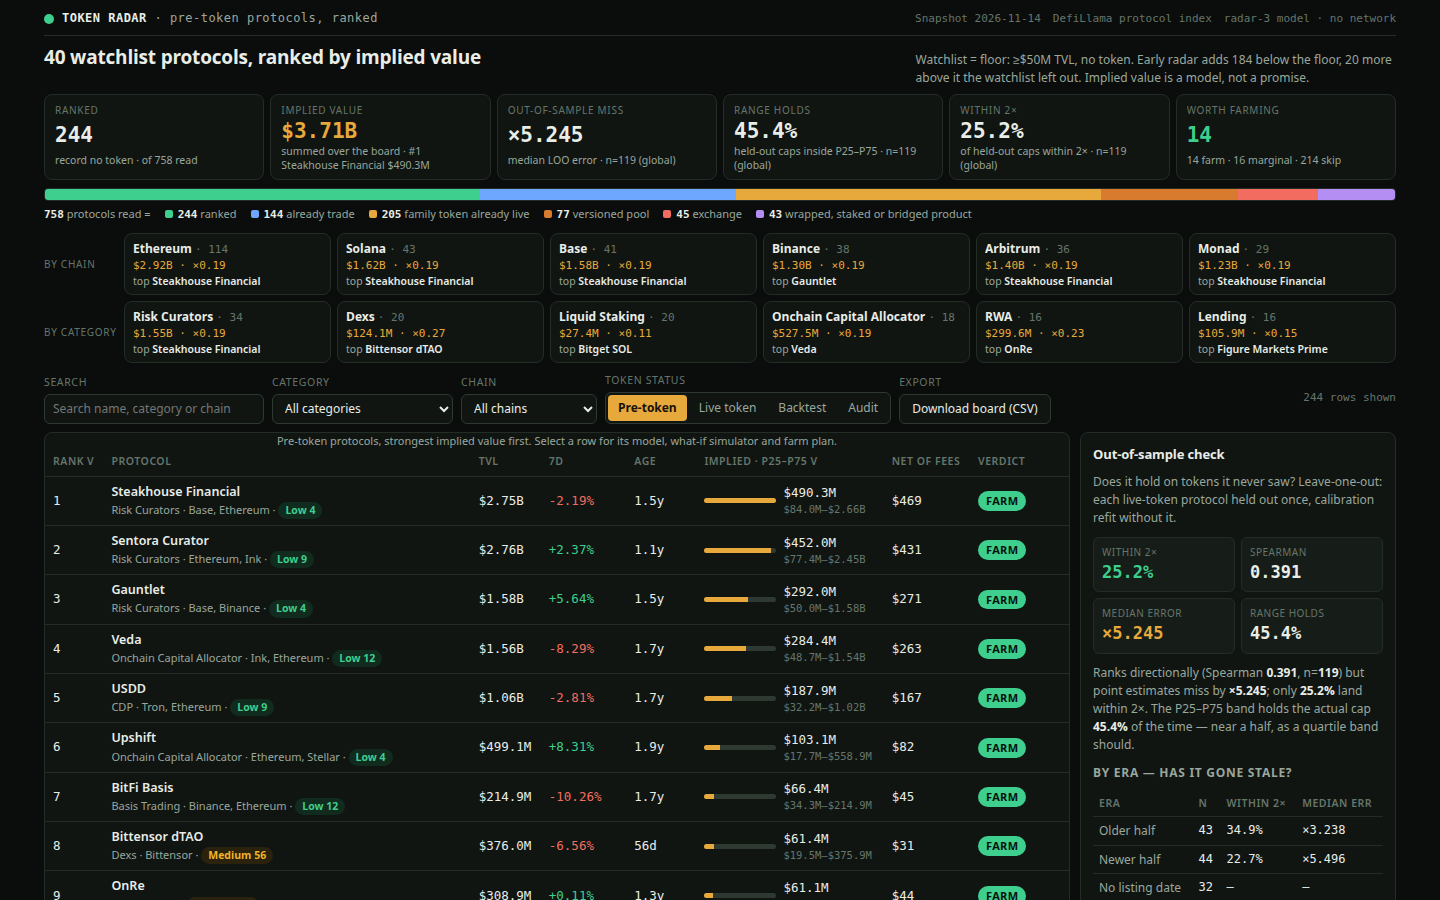 TOKEN RADAR · pre-token protocols, ranked
Snapshot 2026-11-14 DefiLlama protocol index radar-3 model · no network
40 watchlist protocols, ranked by implied value
Watchlist = floor: ≥$50M TVL, no token. Early radar adds 184 below the floor, 20 more
above it the watchlist left out. Implied value is a model, not a promise.
RANKED
244
record no token · of 758 read
IMPLIED VALUE
$3.71B
summed over the board · #1
Steakhouse Financial $490.3M
OUT-OF-SAMPLE MISS
×5.245
median LOO error · n=119 (global)
RANGE HOLDS
45.4%
held-out caps inside P25–P75 · n=119
(global)
WITHIN 2×
25.2%
of held-out caps within 2× · n=119
(global)
WORTH FARMING
14
14 farm · 16 marginal · 214 skip
758 protocols read = 244 ranked 144 already trade 205 family token already live 77 versioned pool 45 exchange 43 wrapped, staked or bridged product
BY CHAIN
Ethereum · 114
$2.92B · ×0.19
top Steakhouse Financial
Solana · 43
$1.62B · ×0.19
top Steakhouse Financial
Base · 41
$1.58B · ×0.19
top Steakhouse Financial
Binance · 38
$1.30B · ×0.19
top Gauntlet
Arbitrum · 36
$1.40B · ×0.19
top Steakhouse Financial
Monad · 29
$1.23B · ×0.19
top Steakhouse Financial
BY CATEGORY
Risk Curators · 34
$1.55B · ×0.19
top Steakhouse Financial
Dexs · 20
$124.1M · ×0.27
top Bittensor dTAO
Liquid Staking · 20
$27.4M · ×0.11
top Bitget SOL
Onchain Capital Allocator · 18
$527.5M · ×0.19
top Veda
RWA · 16
$299.6M · ×0.23
top OnRe
Lending · 16
$105.9M · ×0.15
top Figure Markets Prime
SEARCH
Search name, category or chain
CATEGORY
All categories
CHAIN
All chains
TOKEN STATUS
Pre-token Live token Backtest Audit
EXPORT
Download board (CSV)
244 rows shown
Pre-token protocols, strongest implied value first. Select a row for its model, what-if simulator and farm plan.
RANK V PROTOCOL TVL 7D AGE IMPLIED · P25–P75 V NET OF FEES VERDICT
1 Steakhouse Financial $2.75B -2.19% 1.5y $490.3M $469 FARM
Risk Curators · Base, Ethereum · Low 4 $84.0M–$2.66B
2 Sentora Curator $2.76B +2.37% 1.1y $452.0M $431 FARM
Risk Curators · Ethereum, Ink · Low 9 $77.4M–$2.45B
3 Gauntlet $1.58B +5.64% 1.5y $292.0M $271 FARM
Risk Curators · Base, Binance · Low 4 $50.0M–$1.58B
4 Veda $1.56B -8.29% 1.7y $284.4M $263 FARM
Onchain Capital Allocator · Ink, Ethereum · Low 12 $48.7M–$1.54B
5 USDD $1.06B -2.81% 1.7y $187.9M $167 FARM
CDP · Tron, Ethereum · Low 9 $32.2M–$1.02B
6 Upshift $499.1M +8.31% 1.9y $103.1M $82 FARM
Onchain Capital Allocator · Ethereum, Stellar · Low 4 $17.7M–$558.9M
7 BitFi Basis $214.9M -10.26% 1.7y $66.4M $45 FARM
Basis Trading · Binance, Ethereum · Low 12 $34.3M–$214.9M
8 Bittensor dTAO $376.0M -6.56% 56d $61.4M $31 FARM
Dexs · Bittensor · Medium 56 $19.5M–$375.9M
9 OnRe $308.9M +0.11% 1.3y $61.1M $44 FARM
Out-of-sample check
Does it hold on tokens it never saw? Leave-one-out:
each live-token protocol held out once, calibration
refit without it.
WITHIN 2×
25.2%
SPEARMAN
0.391
MEDIAN ERROR
×5.245
RANGE HOLDS
45.4%
Ranks directionally (Spearman 0.391, n=119) but
point estimates miss by ×5.245; only 25.2% land
within 2×. The P25–P75 band holds the actual cap
45.4% of the time — near a half, as a quartile band
should.
BY ERA — HAS IT GONE STALE?
ERA N WITHIN 2× MEDIAN ERR
Older half 43 34.9% ×3.238
Newer half 44 22.7% ×5.496
No listing date 32 – –